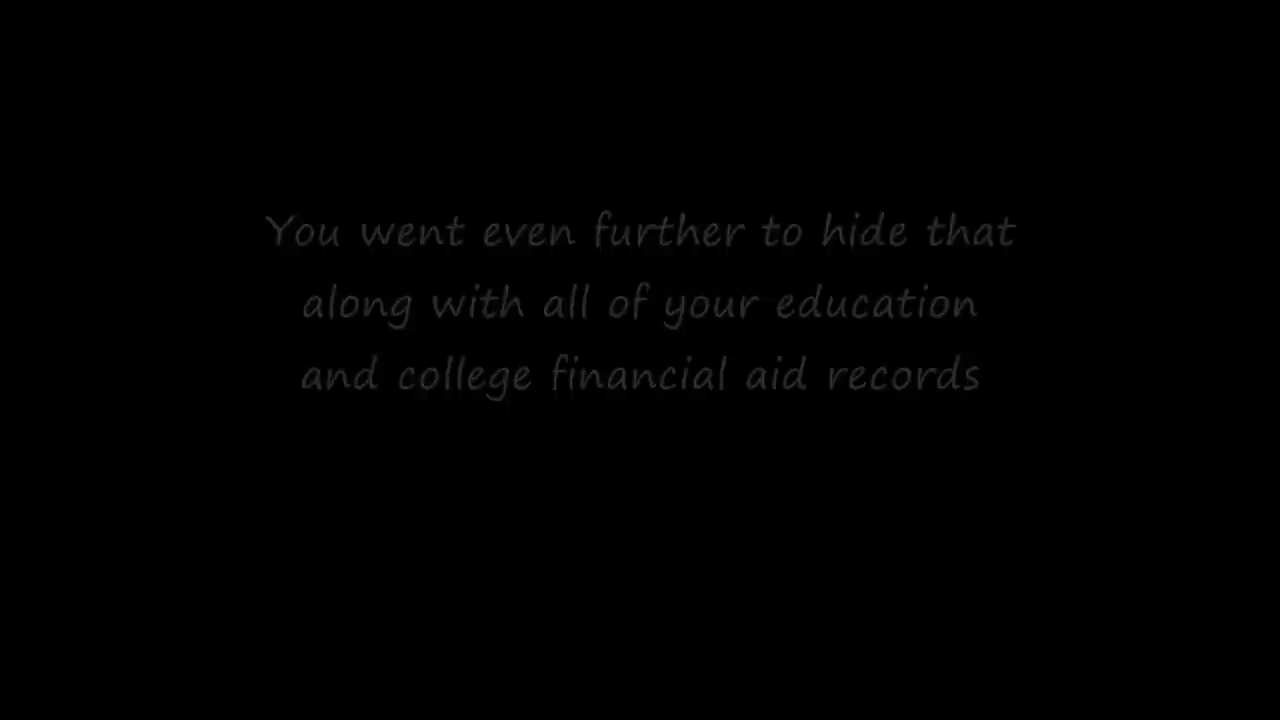 You went even further to hide that
along with all of your education
and college financial aid records